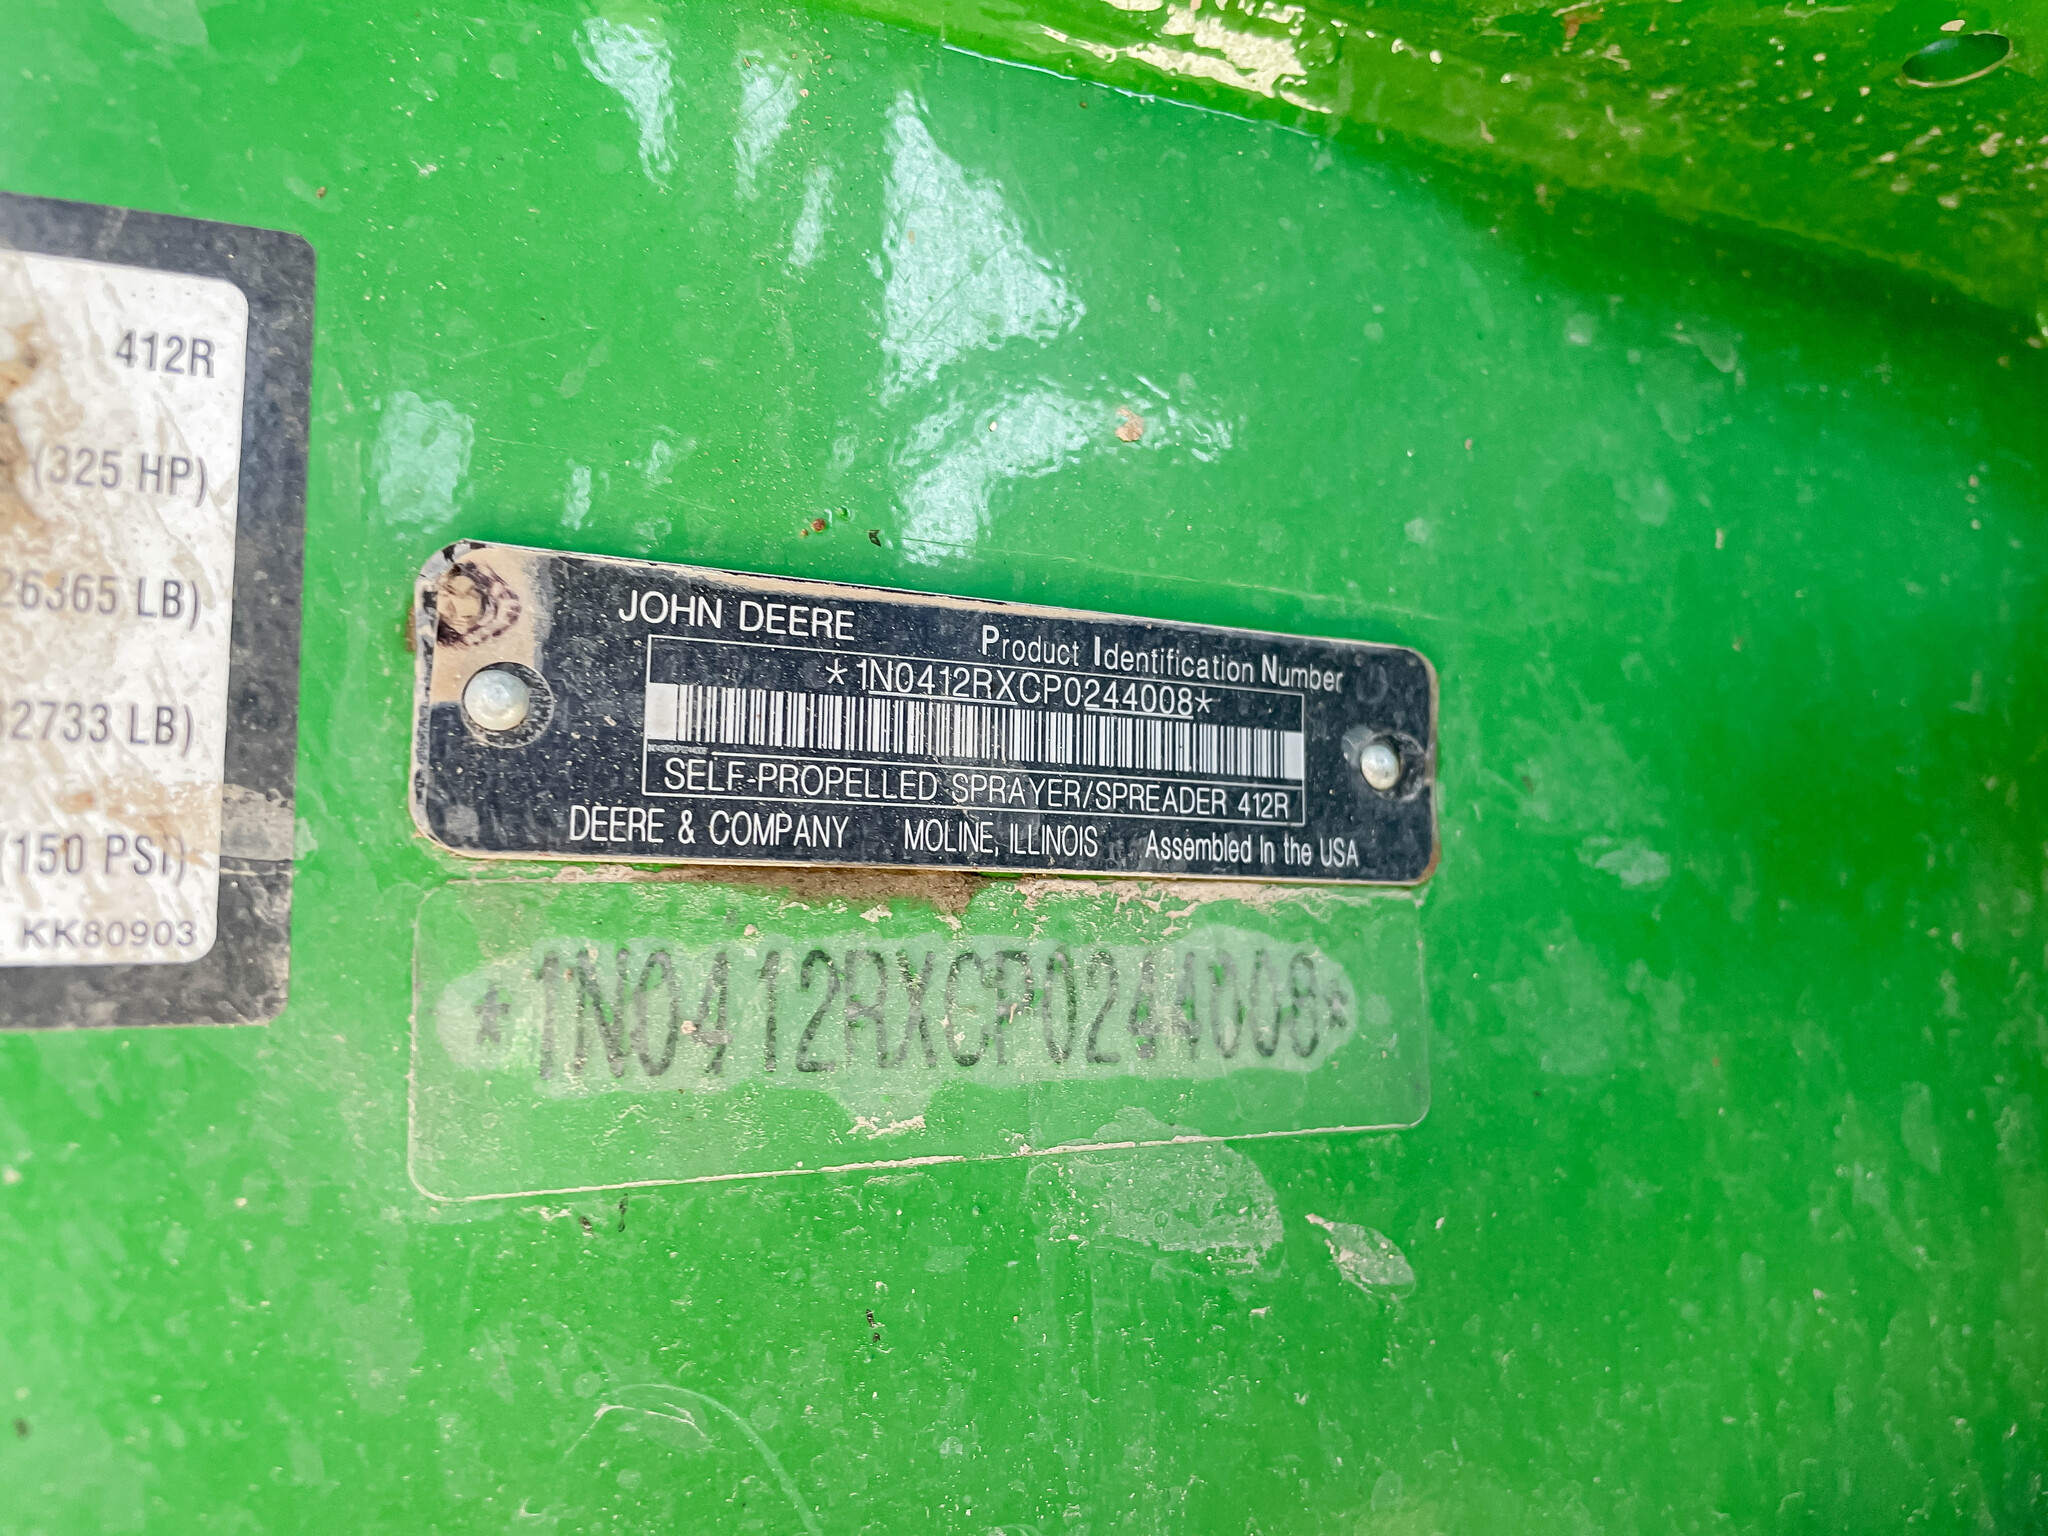 412R
(325 HP)
26365 LB)
2733 LB)
(150 PSI)
KK80903
JOHN DEERE
Product Identification Number
*1N0412RXCP0244008*
1N0412RXCP0244008
SELF-PROPELLED SPRAYER/SPREADER 412R
DEERE & COMPANY MOLINE, ILLINOIS Assembled In the USA
*1N0412RXCP0244008*